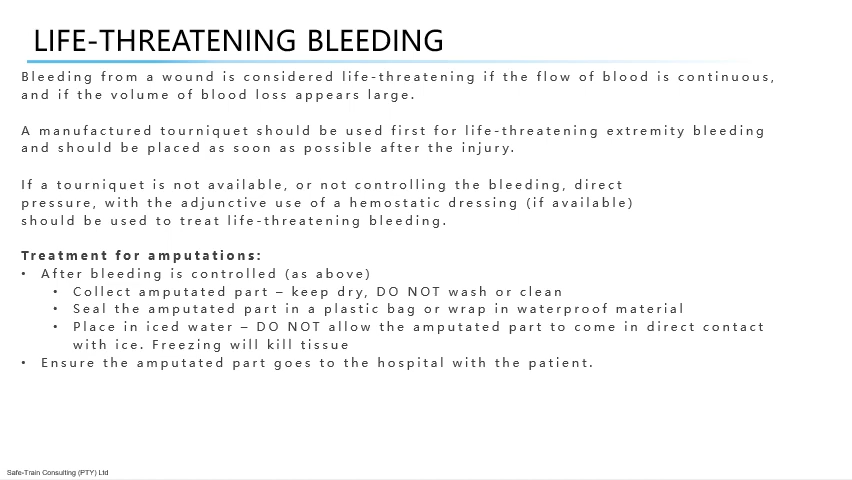 LIFE-THREATENING BLEEDING
Bleeding from a wound is considered life-threatening if the flow of blood is continuous,
and if the volume of blood loss appears large.
A manufactured tourniquet should be used first for life-threatening extremity bleeding
and should be placed as soon as possible after the injury.
If a tourniquet is not available, or not controlling the bleeding, direct
pressure, with the adjunctive use of a hemostatic dressing (if available)
should be used to treat life-threatening bleeding.
Treatment for amputations:
• After bleeding is controlled (as above)
• Collect amputated part – keep dry, DO NOT wash or clean
• Seal the amputated part in a plastic bag or wrap in waterproof material
• Place in iced water – DO NOT allow the amputated part to come in direct contact
with ice. Freezing will kill tissue
• Ensure the amputated part goes to the hospital with the patient.
Safe-Train Consulting (PTY) Ltd